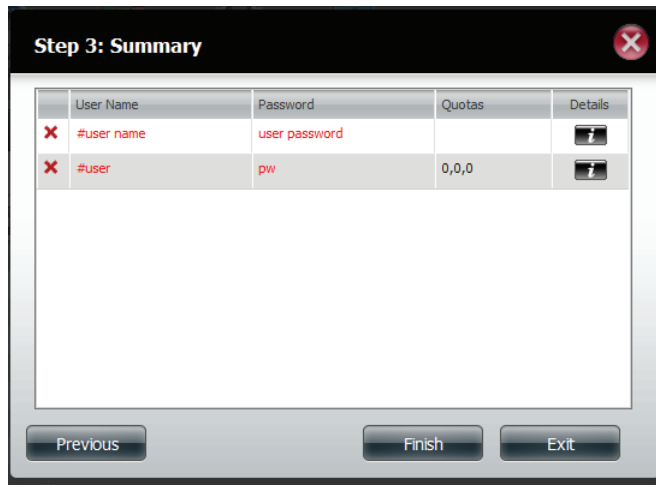 Step 3: Summary
User Name Password Quotas Details
#user name user password
#user pw 0,0,0
Previous Finish Exit